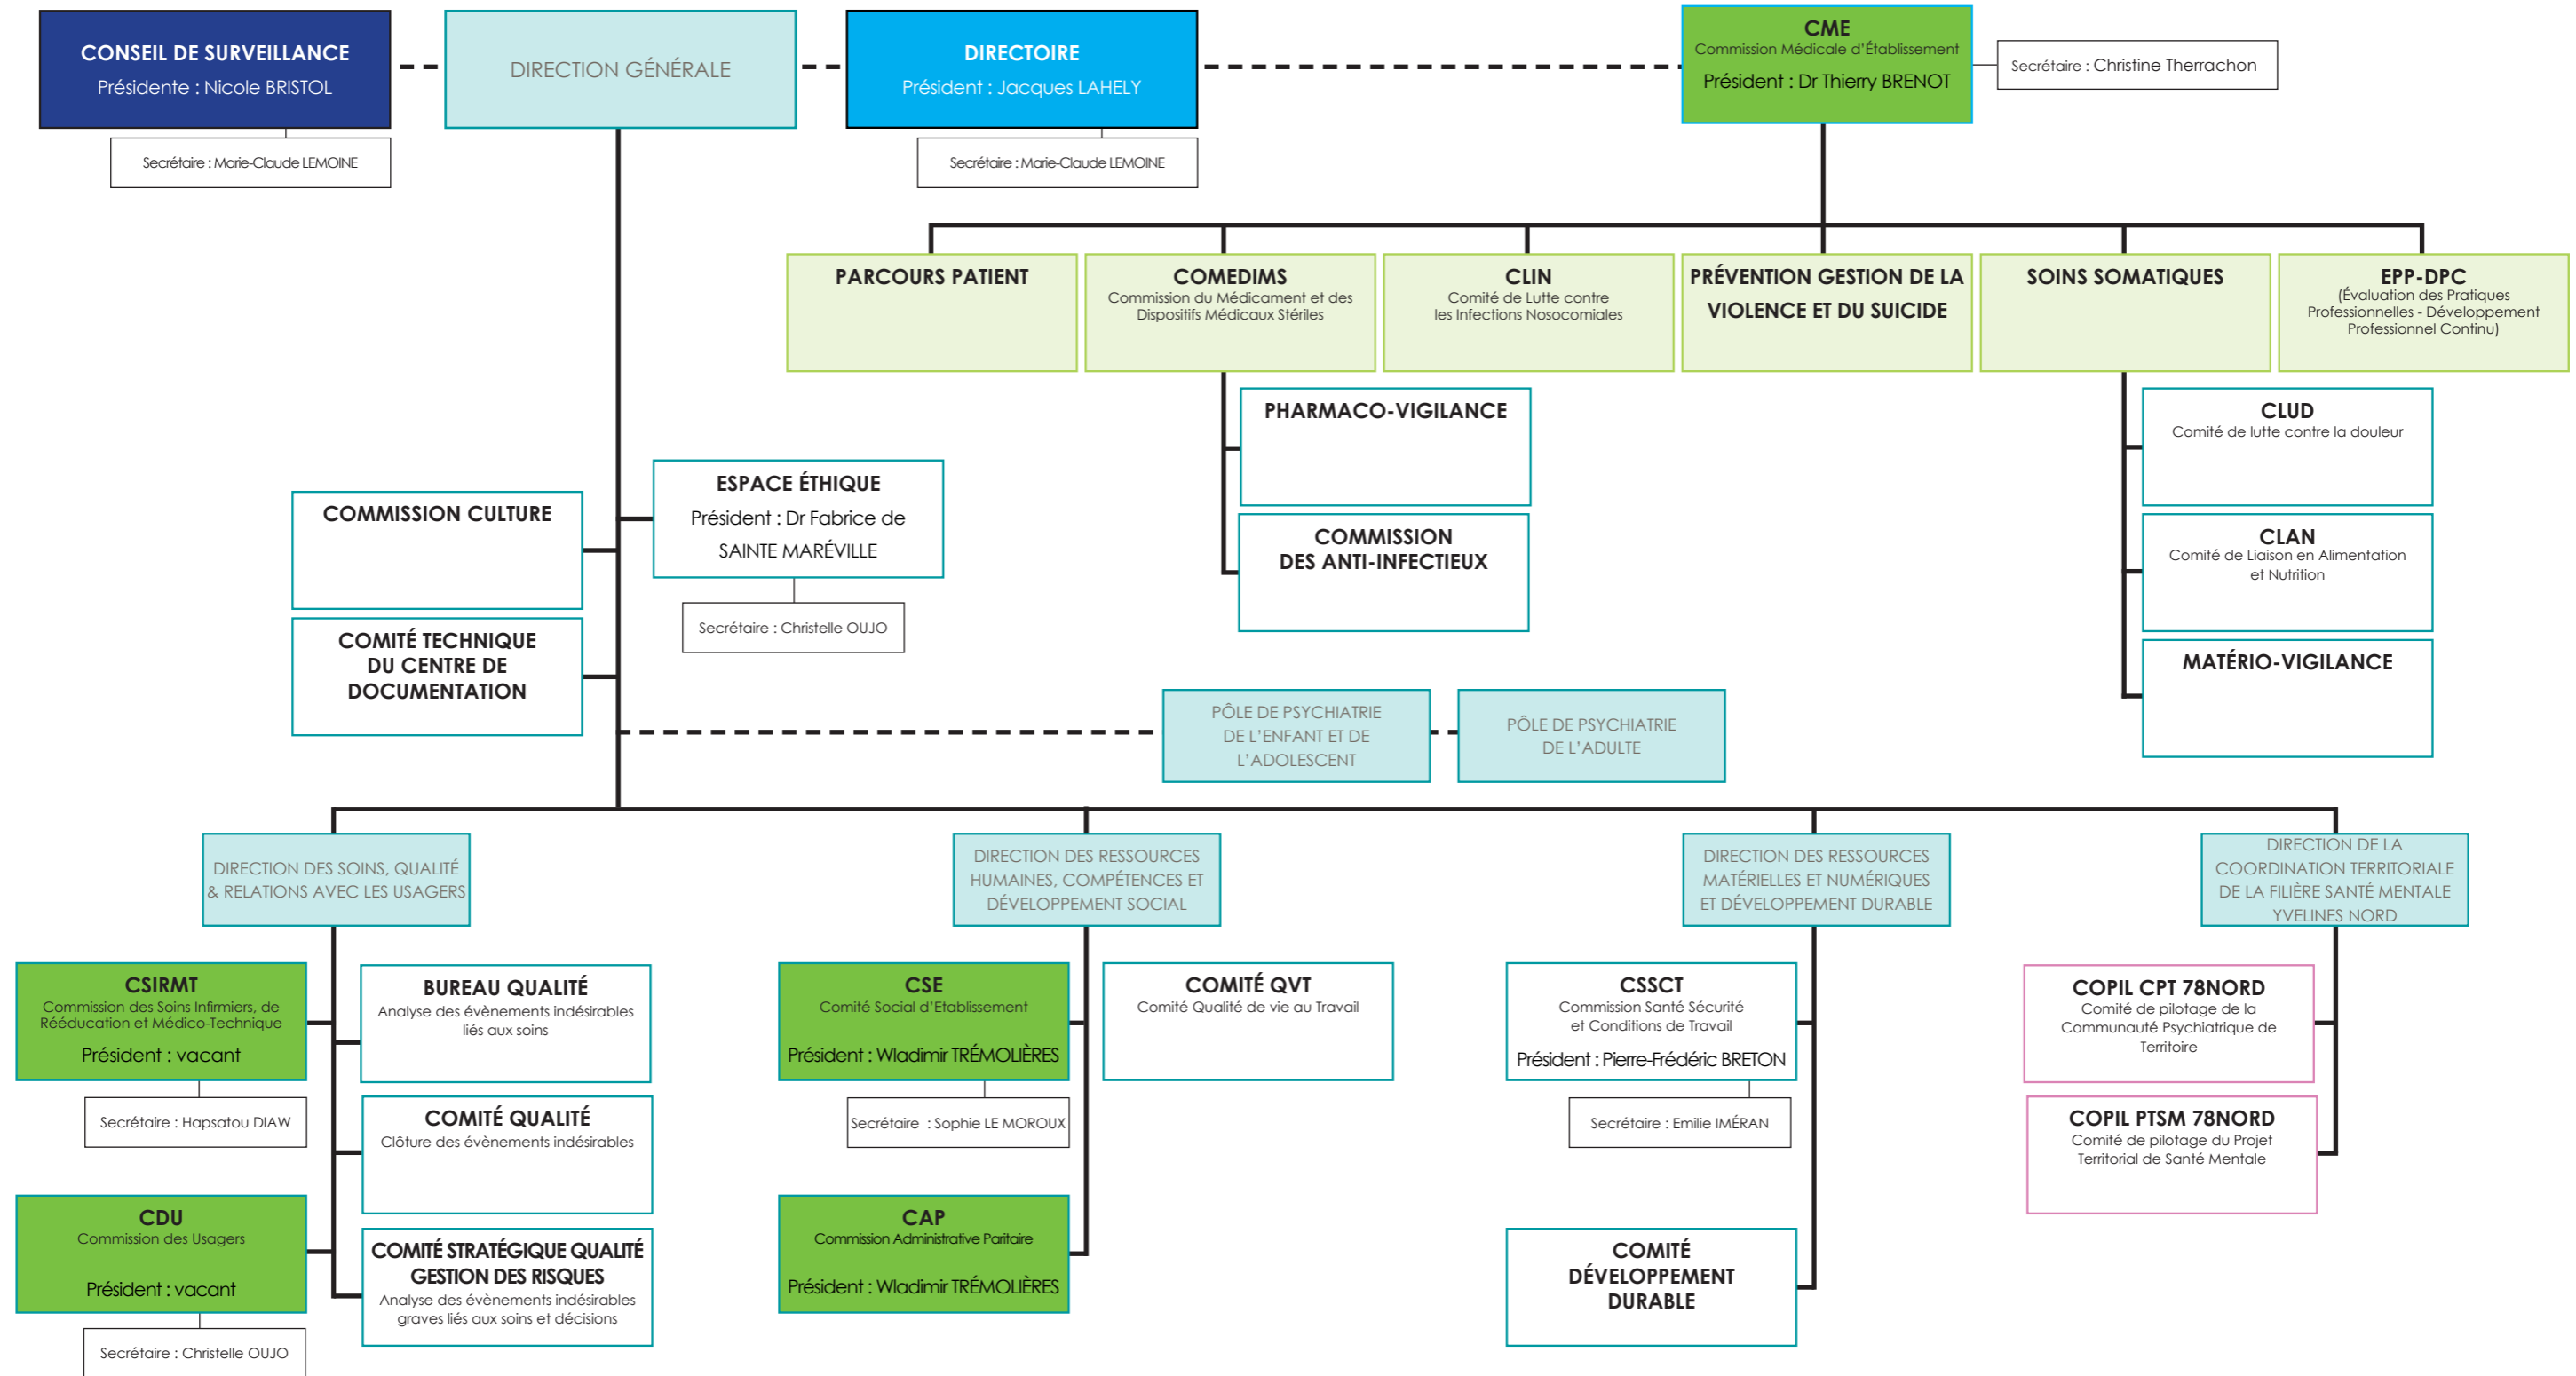 CONSEIL DE SURVEILLANCE
Présidente : Nicole BRISTOL
Secrétaire : Marie-Claude LEMOINE
DIRECTION GÉNÉRALE
DIRECTOIRE
Président : Jacques LAHELY
Secrétaire : Marie-Claude LEMOINE
CME
Commission Médicale d'Établissement
Président : Dr Thierry BRENOT
Secrétaire : Christine Therrachon
PARCOURS PATIENT
COMEDIMS
Commission du Médicament et des
Dispositifs Médicaux Stériles
CLIN
Comité de Lutte contre
les Infections Nosocomiales
PRÉVENTION GESTION DE LA
VIOLENCE ET DU SUICIDE
SOINS SOMATIQUES
EPP-DPC
(Évaluation des Pratiques
Professionnelles - Développement
Professionnel Continu)
PHARMACO-VIGILANCE
COMMISSION
DES ANTI-INFECTIEUX
CLUD
Comité de lutte contre la douleur
CLAN
Comité de Liaison en Alimentation
et Nutrition
MATÉRIO-VIGILANCE
COMMISSION CULTURE
ESPACE ÉTHIQUE
Président : Dr Fabrice de
SAINTE MARÉVILLE
Secrétaire : Christelle OUJO
COMITÉ TECHNIQUE
DU CENTRE DE
DOCUMENTATION
PÔLE DE PSYCHIATRIE
DE L'ENFANT ET DE
L'ADOLESCENT
PÔLE DE PSYCHIATRIE
DE L'ADULTE
DIRECTION DES SOINS, QUALITÉ
& RELATIONS AVEC LES USAGERS
CSIRMT
Commission des Soins Infirmiers, de
Rééducation et Médico-Technique
Président : vacant
Secrétaire : Hapsatou DIAW
CDU
Commission des Usagers
Président : vacant
Secrétaire : Christelle OUJO
BUREAU QUALITÉ
Analyse des évènements indésirables
liés aux soins
COMITÉ QUALITÉ
Clôture des évènements indésirables
COMITÉ STRATÉGIQUE QUALITÉ
GESTION DES RISQUES
Analyse des évènements indésirables
graves liés aux soins et décisions
DIRECTION DES RESSOURCES
HUMAINES, COMPÉTENCES ET
DÉVELOPPEMENT SOCIAL
CSE
Comité Social d'Etablissement
Président : Wladimir TRÉMOLIÈRES
Secrétaire : Sophie LE MOROUX
CAP
Commission Administrative Paritaire
Président : Wladimir TRÉMOLIÈRES
COMITÉ QVT
Comité Qualité de vie au Travail
DIRECTION DES RESSOURCES
MATÉRIELLES ET NUMÉRIQUES
ET DÉVELOPPEMENT DURABLE
CSSCT
Commission Santé Sécurité
et Conditions de Travail
Président : Pierre-Frédéric BRETON
Secrétaire : Emilie IMÉRAN
COMITÉ
DÉVELOPPEMENT
DURABLE
DIRECTION DE LA
COORDINATION TERRITORIALE
DE LA FILIÈRE SANTÉ MENTALE
YVELINES NORD
COPIL CPT 78NORD
Comité de pilotage de la
Communauté Psychiatrique de
Territoire
COPIL PTSM 78NORD
Comité de pilotage du Projet
Territorial de Santé Mentale